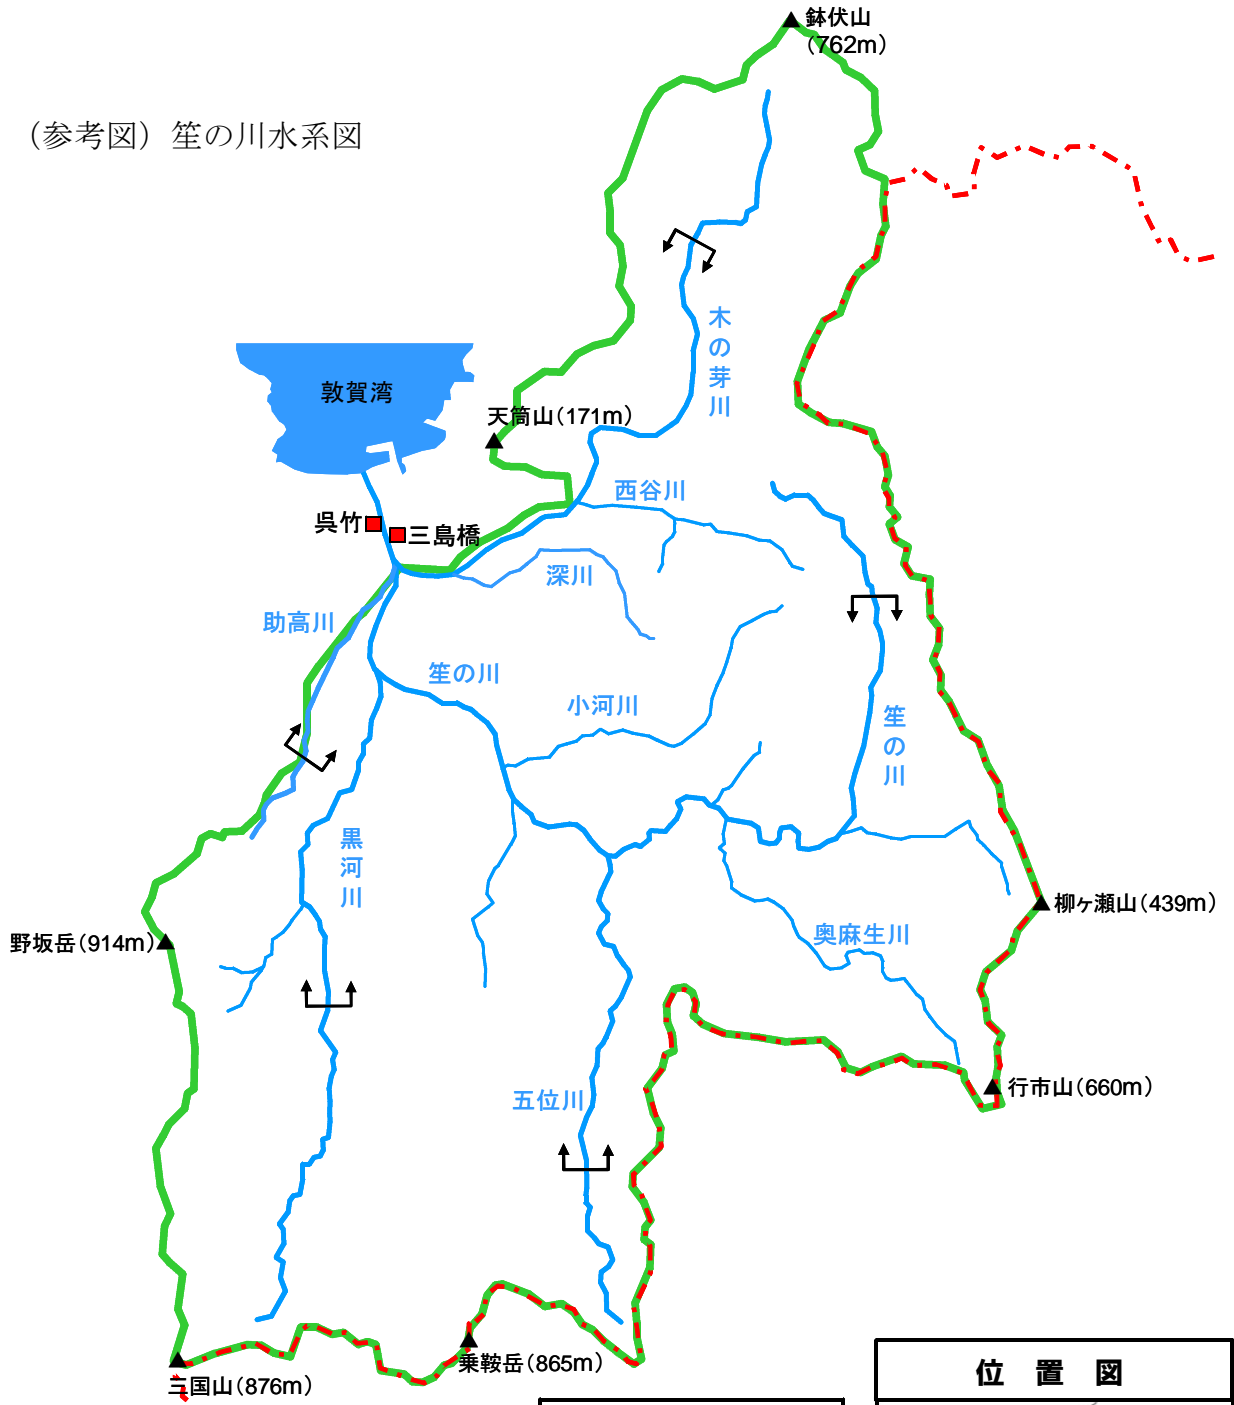 鉢伏山
（762m）
（参考図）笙の川水系図
木の芽川
敦賀湾
天筒山（171m）
西谷川
呉竹
三島橋
深川
助高川
笙の川
小河川
笙の川
黒河川
柳ヶ瀬山（439m）
奥麻生川
野坂岳（914m）
行市山（660m）
五位川
乗鞍岳（865m）
三国山（876m）
位 置 図